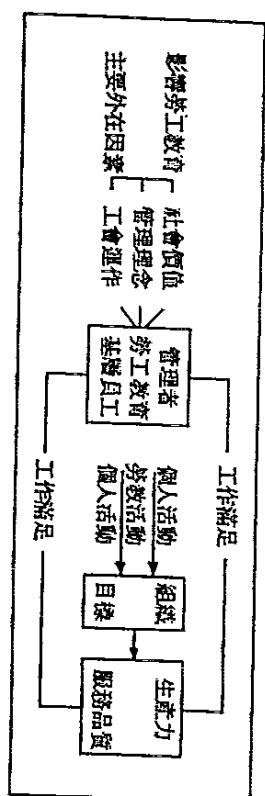 影響勞工教育
主要外在因素
社會價值
管理理念
工會運作
管理者
勞工教育
基層員工
工作滿足
個人活動
勞教活動
個人活動
工作滿足
組織
目標
生產力
服務品質